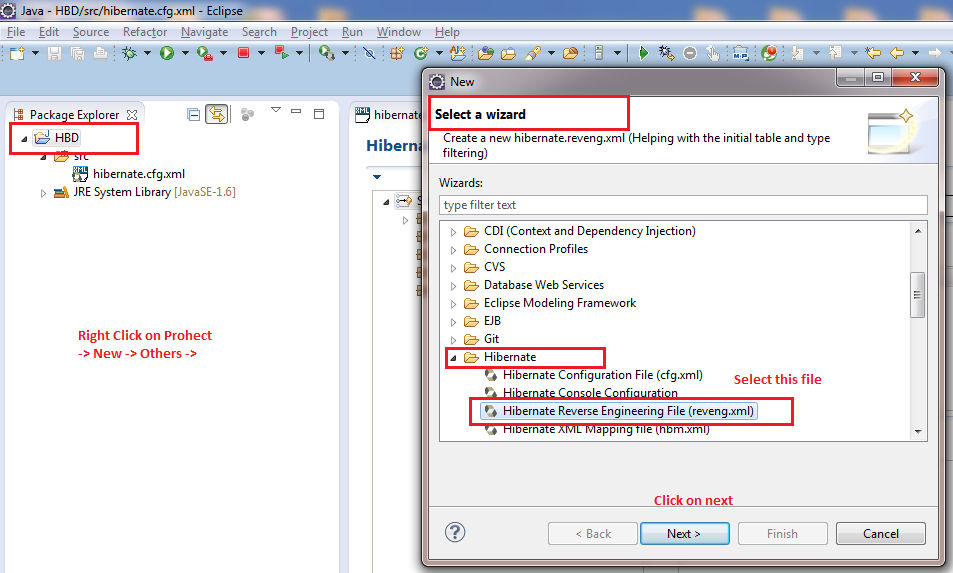 Java - HBD/src/hibernate.cfg.xml - Eclipse
File Edit Source Refactor Navigate Search Project Run Window Help
Package Explorer
HBD
src
hibernate.cfg.xml
JRE System Library [JavaSE-1.6]
Right Click on Prohect
-> New -> Others ->
hibernate
Hiberna
S
New
Select a wizard
Create a new hibernate.reveng.xml (Helping with the initial table and type
filtering)
Wizards:
type filter text
CDI (Context and Dependency Injection)
Connection Profiles
CVS
Database Web Services
Eclipse Modeling Framework
EJB
Git
Hibernate
Hibernate Configuration File (cfg.xml)
Select this file
Hibernate Console Configuration
Hibernate Reverse Engineering File (reveng.xml)
Hibernate XML Mapping file (hbm.xml)
Click on next
< Back Next > Finish Cancel